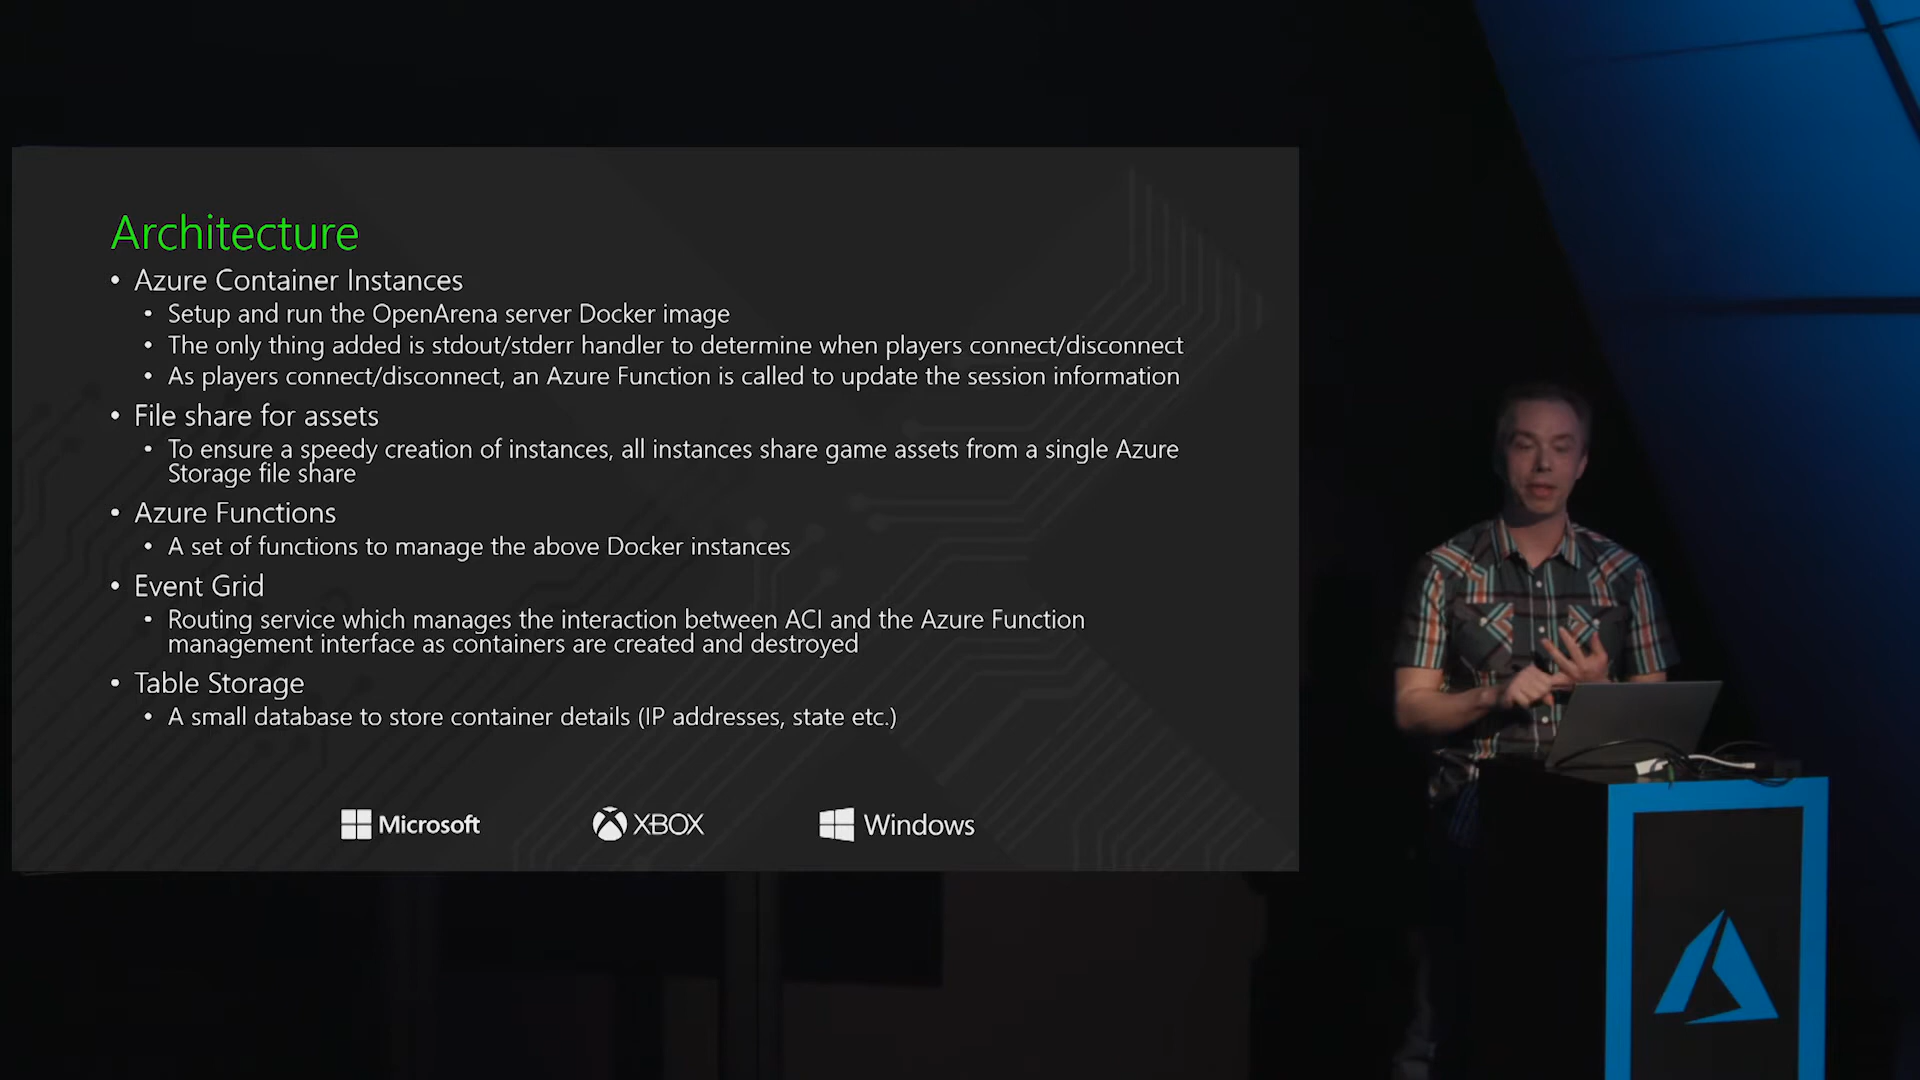 Architecture
• Azure Container Instances
• Setup and run the OpenArena server Docker image
• The only thing added is stdout/stderr handler to determine when players connect/disconnect
• As players connect/disconnect, an Azure Function is called to update the session information
• File share for assets
• To ensure a speedy creation of instances, all instances share game assets from a single Azure
Storage file share
• Azure Functions
• A set of functions to manage the above Docker instances
• Event Grid
• Routing service which manages the interaction between ACI and the Azure Function
management interface as containers are created and destroyed
• Table Storage
• A small database to store container details (IP addresses, state etc.)
Microsoft
XBOX
Windows